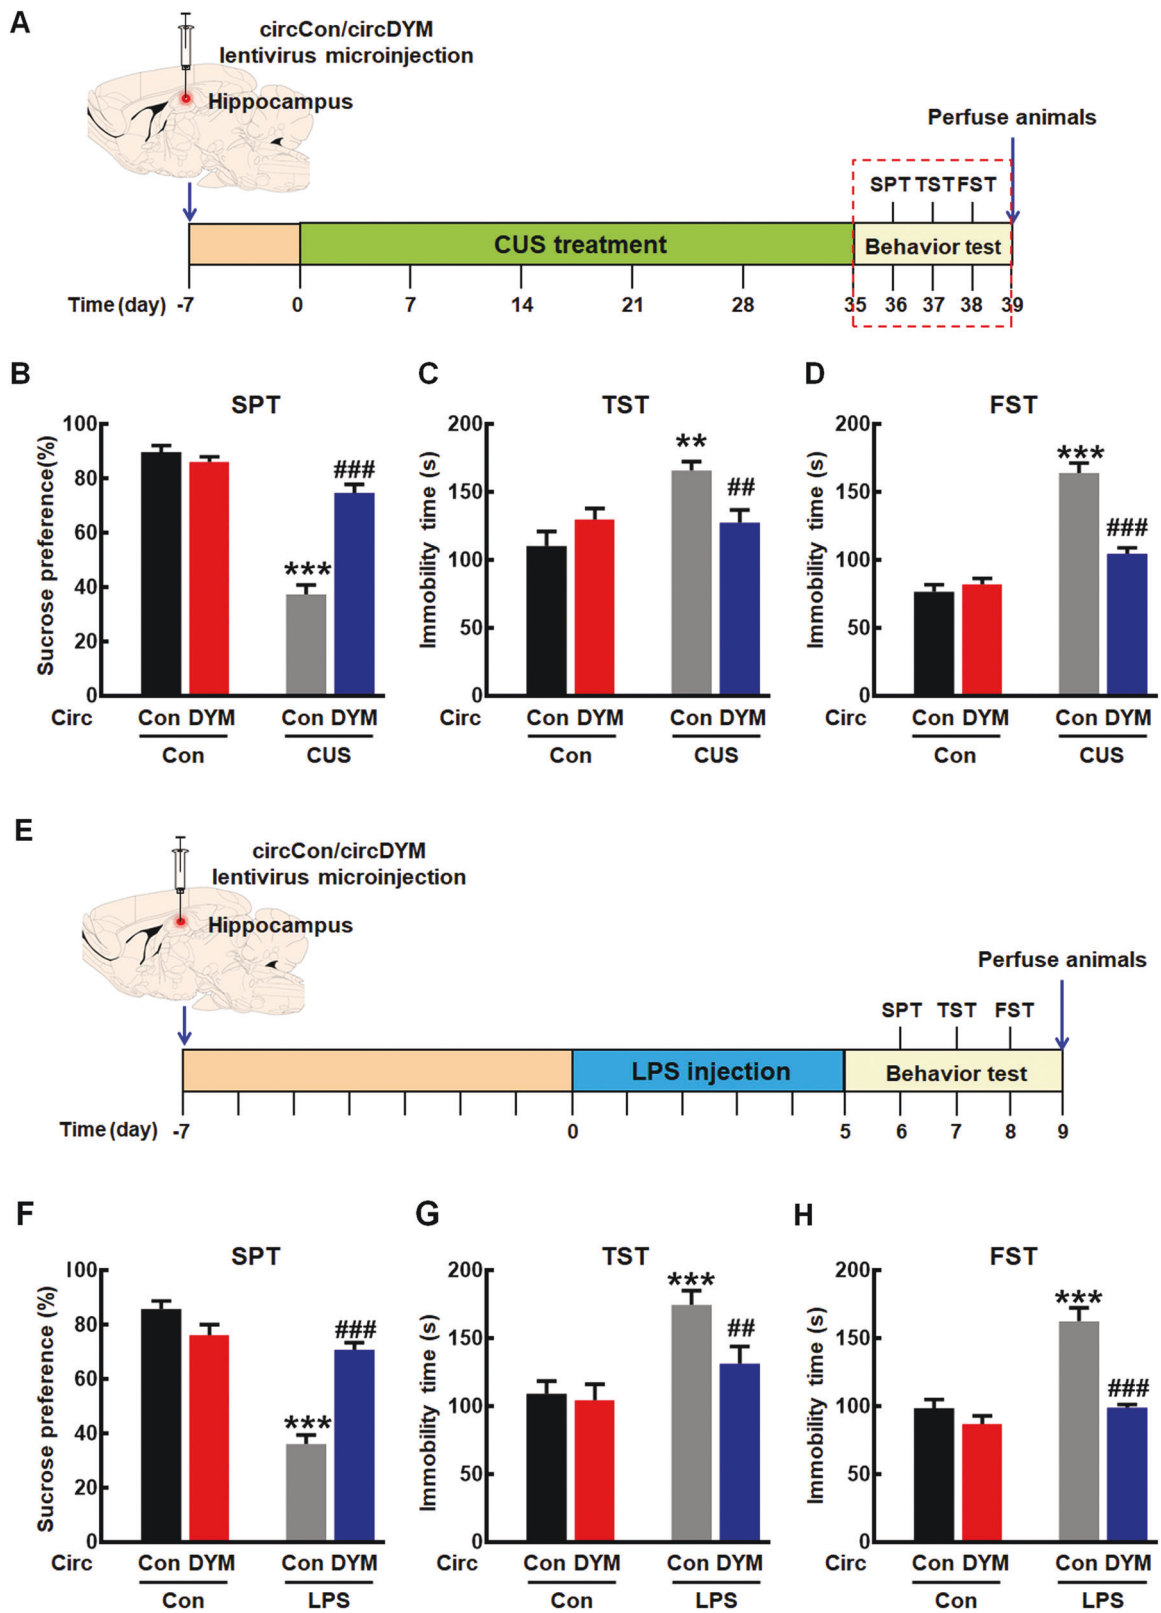 A
circCon/circDYM
lentivirus microinjection
Hippocampus
Perfuse animals
SPT TST FST
CUS treatment
Behavior test
Time (day) -7 0 7 14 21 28 35 36 37 38 39
B
SPT
Sucrose preference(%)
100
80
60
40
20
0
***
###
Circ Con DYM Con DYM
Con CUS
C
TST
Immobility time (s)
200
150
100
50
0
**
##
Con DYM Con DYM
Con CUS
D
FST
Immobility time (s)
200
150
100
50
0
***
###
Circ Con DYM Con DYM
Con CUS
E
circCon/circDYM
lentivirus microinjection
Hippocampus
Perfuse animals
SPT TST FST
LPS injection
Behavior test
Time (day) -7 0 5 6 7 8 9
F
SPT
Sucrose preference (%)
100
80
60
40
20
0
***
###
Circ Con DYM Con DYM
Con LPS
G
TST
Immobility time (s)
200
150
100
50
0
***
##
Con DYM Con DYM
Con LPS
H
FST
Immobility time (s)
200
150
100
50
0
***
###
Circ Con DYM Con DYM
Con LPS